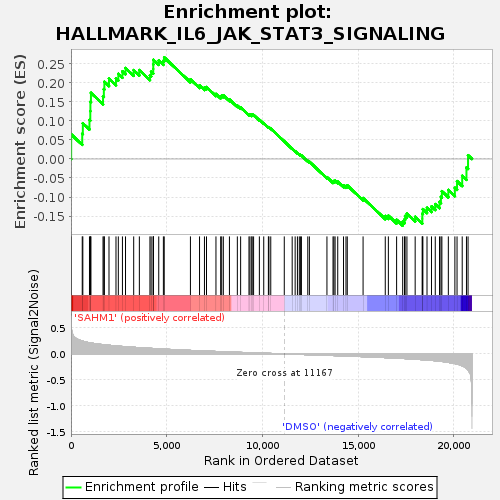 Enrichment plot:
HALLMARK_IL6_JAK_STAT3_SIGNALING
Enrichment score (ES)
0.25
0.20
0.15
0.10
0.05
0.00
-0.05
-0.10
-0.15
'SAHM1' (positively correlated)
Ranked list metric (Signal2Noise)
0.5
0.0
-0.5
-1.0
-1.5
Zero cross at 11167
'DMSO' (negatively correlated)
0
5,000
10,000
15,000
20,000
Rank in Ordered Dataset
Enrichment profile
Hits
Ranking metric scores